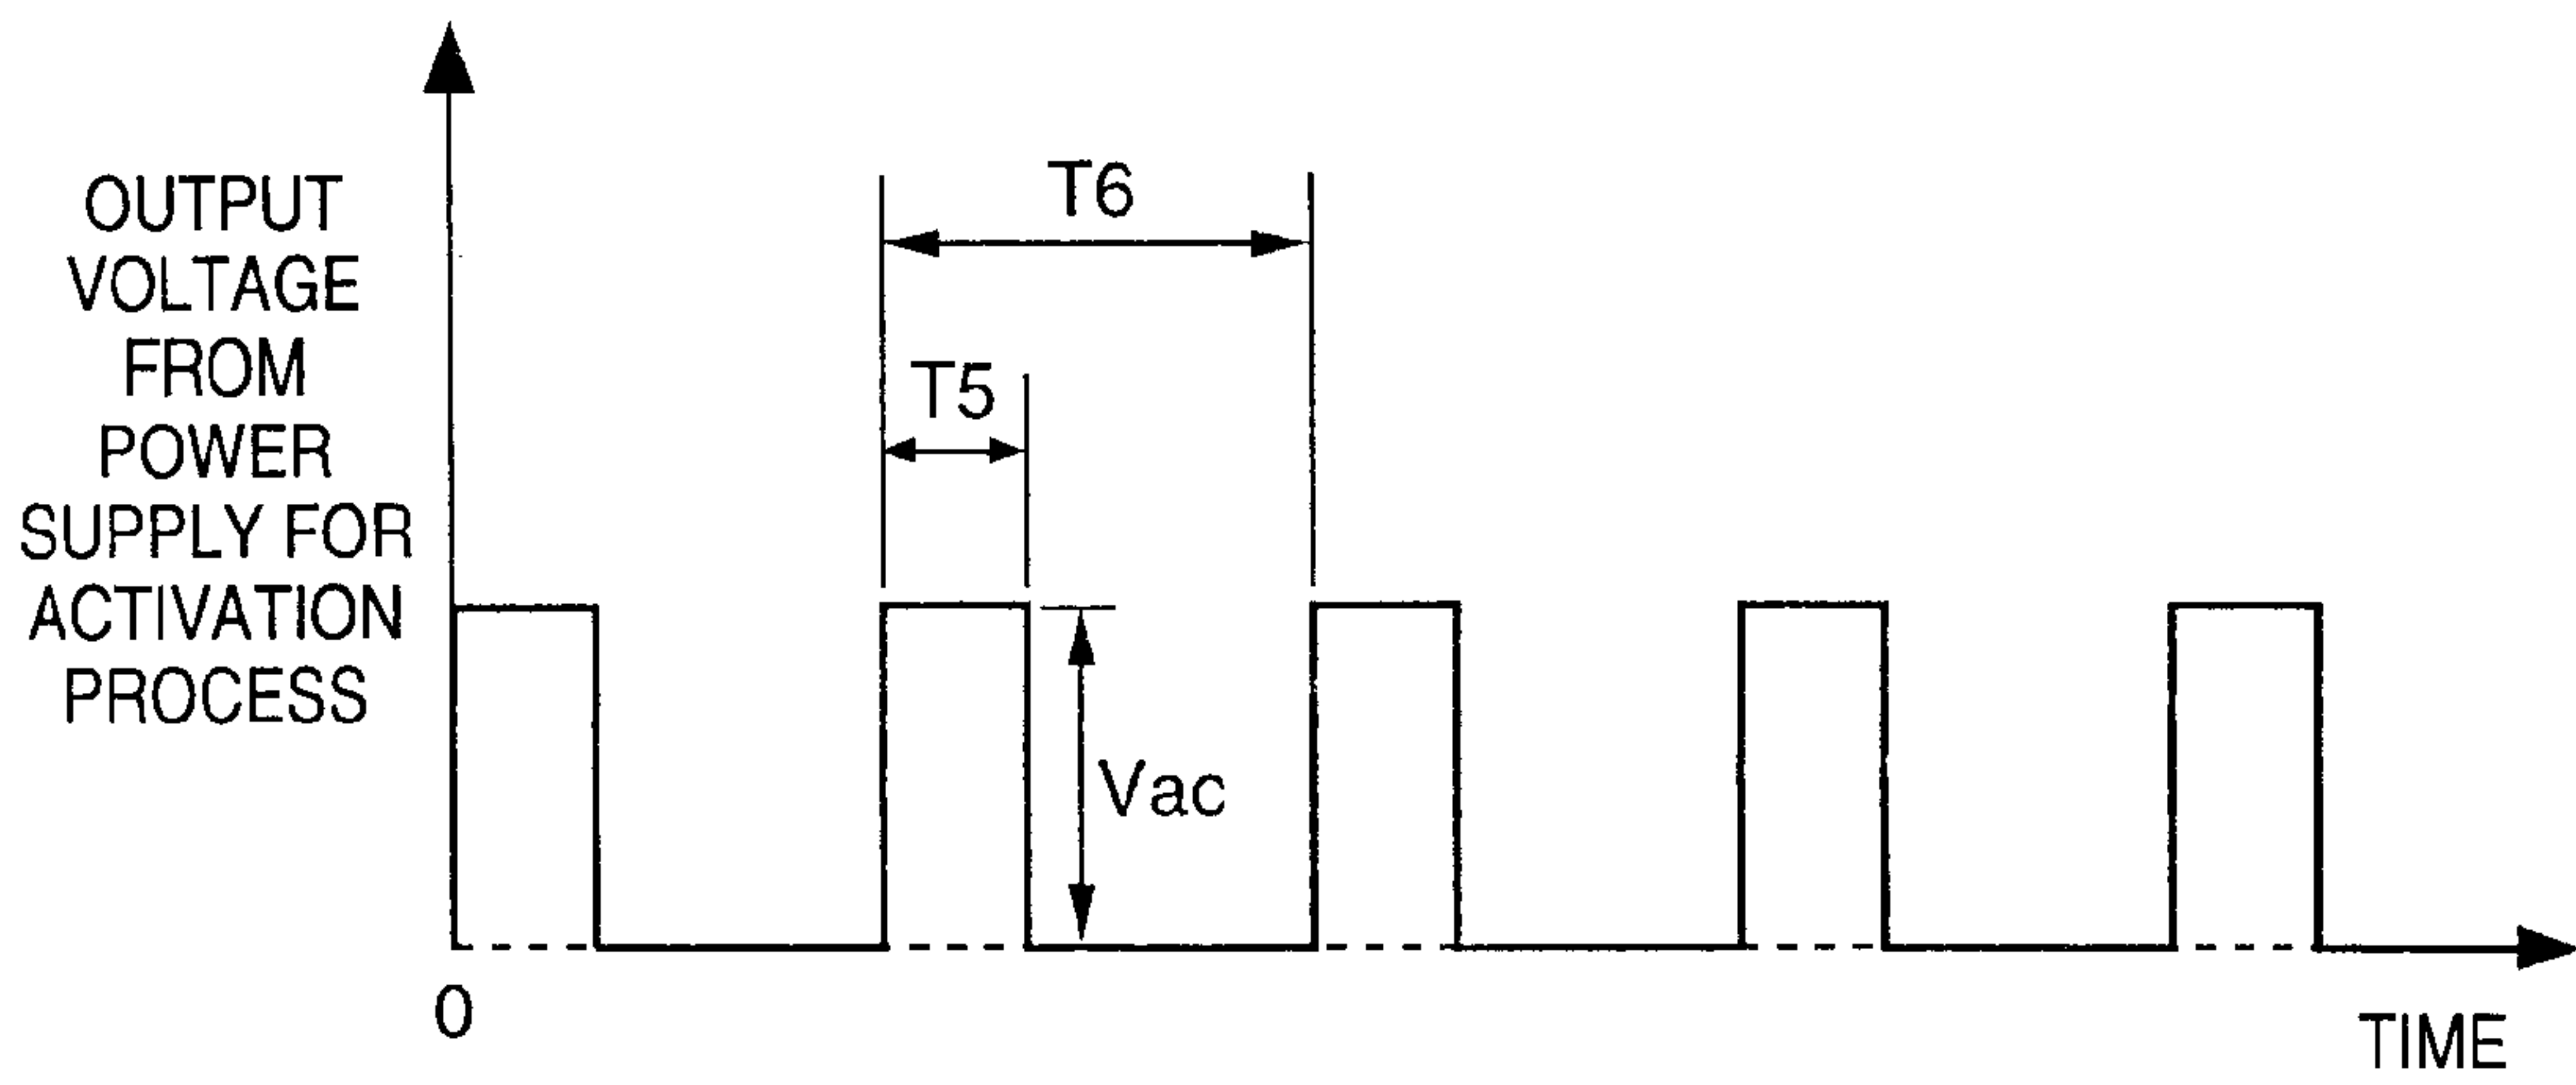 OUTPUT
VOLTAGE
FROM
POWER
SUPPLY FOR
ACTIVATION
PROCESS
T6
T5
Vac
0
TIME